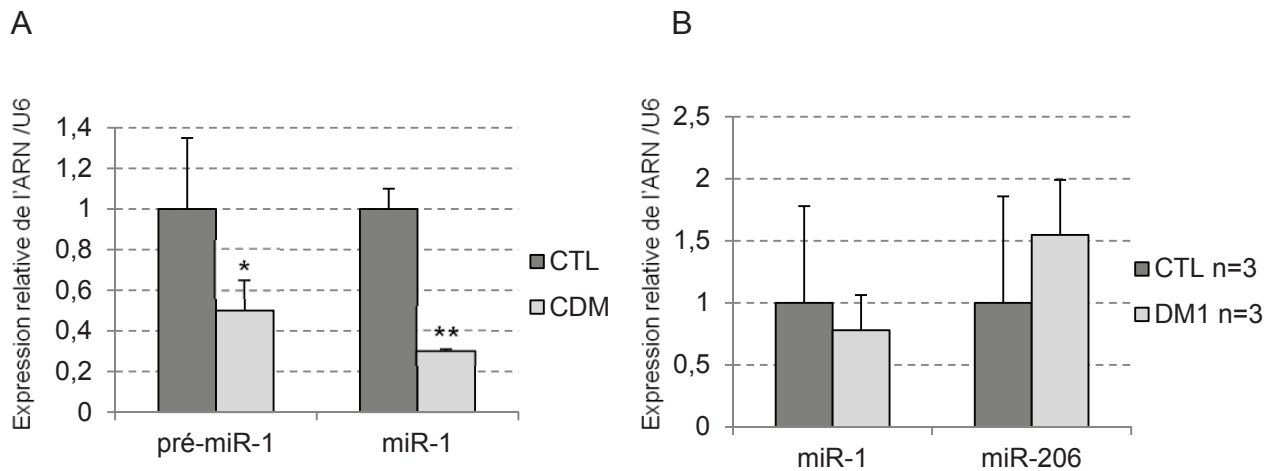 A
Expression relative de l'ARN /U6
1,4
1,2
1
0,8
0,6
0,4
0,2
0
*
**
pré-miR-1
miR-1
CTL
CDM
B
Expression relative de l'ARN /U6
2,5
2
1,5
1
0,5
0
miR-1
miR-206
CTL n=3
DM1 n=3